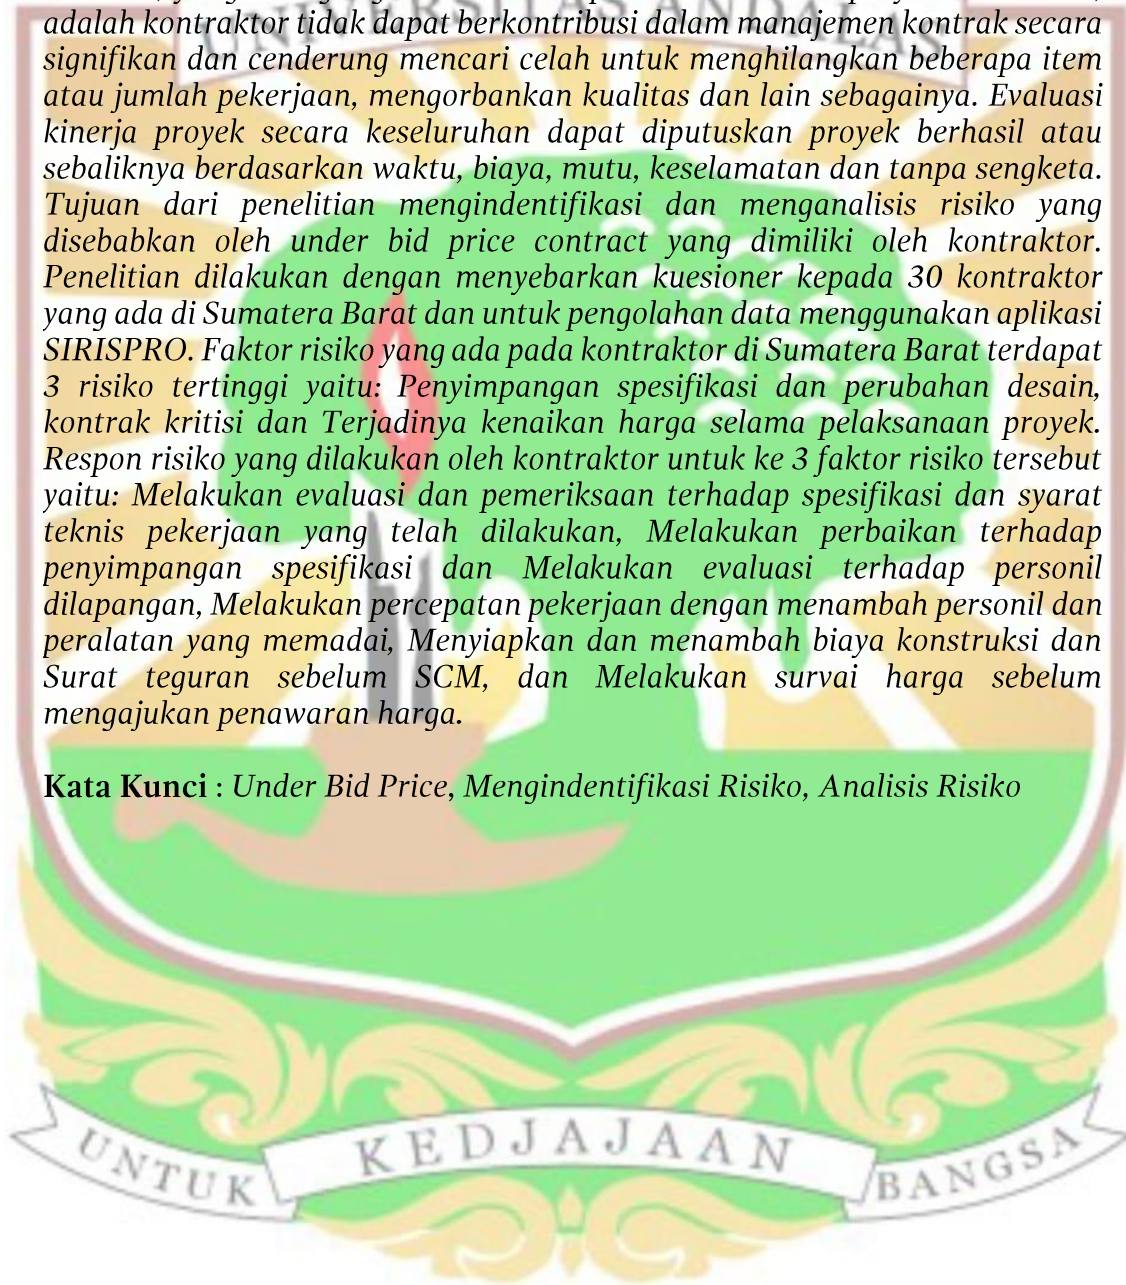 UNIVERSITAS ANDALAS
adalah kontraktor tidak dapat berkontribusi dalam manajemen kontrak secara
signifikan dan cenderung mencari celah untuk menghilangkan beberapa item
atau jumlah pekerjaan, mengorbankan kualitas dan lain sebagainya. Evaluasi
kinerja proyek secara keseluruhan dapat diputuskan proyek berhasil atau
sebaliknya berdasarkan waktu, biaya, mutu, keselamatan dan tanpa sengketa.
Tujuan dari penelitian mengindentifikasi dan menganalisis risiko yang
disebabkan oleh under bid price contract yang dimiliki oleh kontraktor.
Penelitian dilakukan dengan menyebarkan kuesioner kepada 30 kontraktor
yang ada di Sumatera Barat dan untuk pengolahan data menggunakan aplikasi
SIRISPRO. Faktor risiko yang ada pada kontraktor di Sumatera Barat terdapat
3 risiko tertinggi yaitu: Penyimpangan spesifikasi dan perubahan desain,
kontrak kritisi dan Terjadinya kenaikan harga selama pelaksanaan proyek.
Respon risiko yang dilakukan oleh kontraktor untuk ke 3 faktor risiko tersebut
yaitu: Melakukan evaluasi dan pemeriksaan terhadap spesifikasi dan syarat
teknis pekerjaan yang telah dilakukan, Melakukan perbaikan terhadap
penyimpangan spesifikasi dan Melakukan evaluasi terhadap personil
dilapangan, Melakukan percepatan pekerjaan dengan menambah personil dan
peralatan yang memadai, Menyiapkan dan menambah biaya konstruksi dan
Surat teguran sebelum SCM, dan Melakukan survai harga sebelum
mengajukan penawaran harga.
Kata Kunci : Under Bid Price, Mengindentifikasi Risiko, Analisis Risiko
UNTUK KEDJAJAAN BANGSA